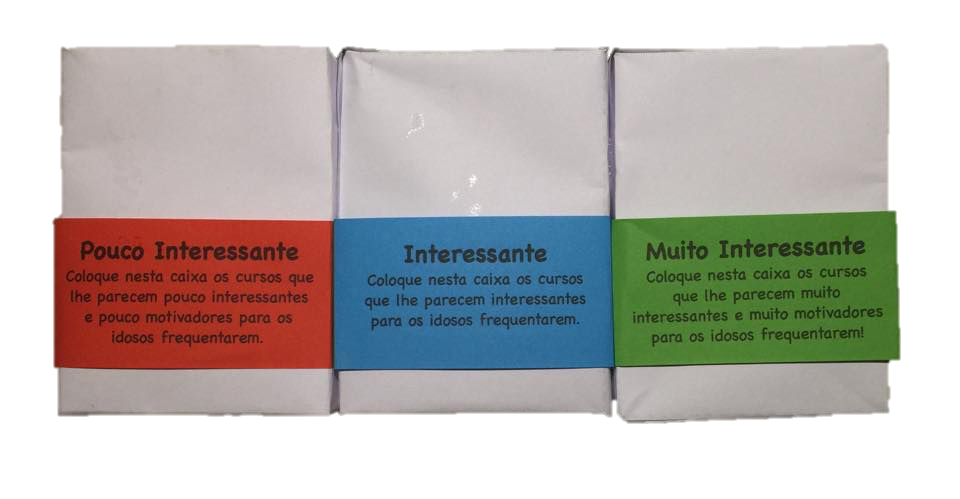 Pouco Interessante
Coloque nesta caixa os cursos que
lhe parecem pouco interessantes
e pouco motivadores para os
idosos frequentarem.
Interessante
Coloque nesta caixa os cursos
que lhe parecem interessantes
para os idosos frequentarem.
Muito Interessante
Coloque nesta caixa os cursos
que lhe parecem muito
interessantes e muito motivadores
para os idosos frequentarem!